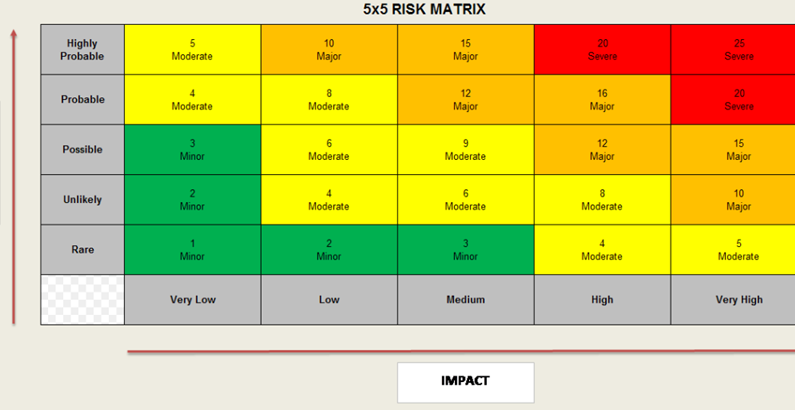 5x5 RISK MATRIX
Highly Probable 5 Moderate 10 Major 15 Major 20 Severe 25 Severe
Probable 4 Moderate 8 Moderate 12 Major 16 Major 20 Severe
Possible 3 Minor 6 Moderate 9 Moderate 12 Major 15 Major
Unlikely 2 Minor 4 Moderate 6 Moderate 8 Moderate 10 Major
Rare 1 Minor 2 Minor 3 Minor 4 Moderate 5 Moderate
Very Low Low Medium High Very High
IMPACT